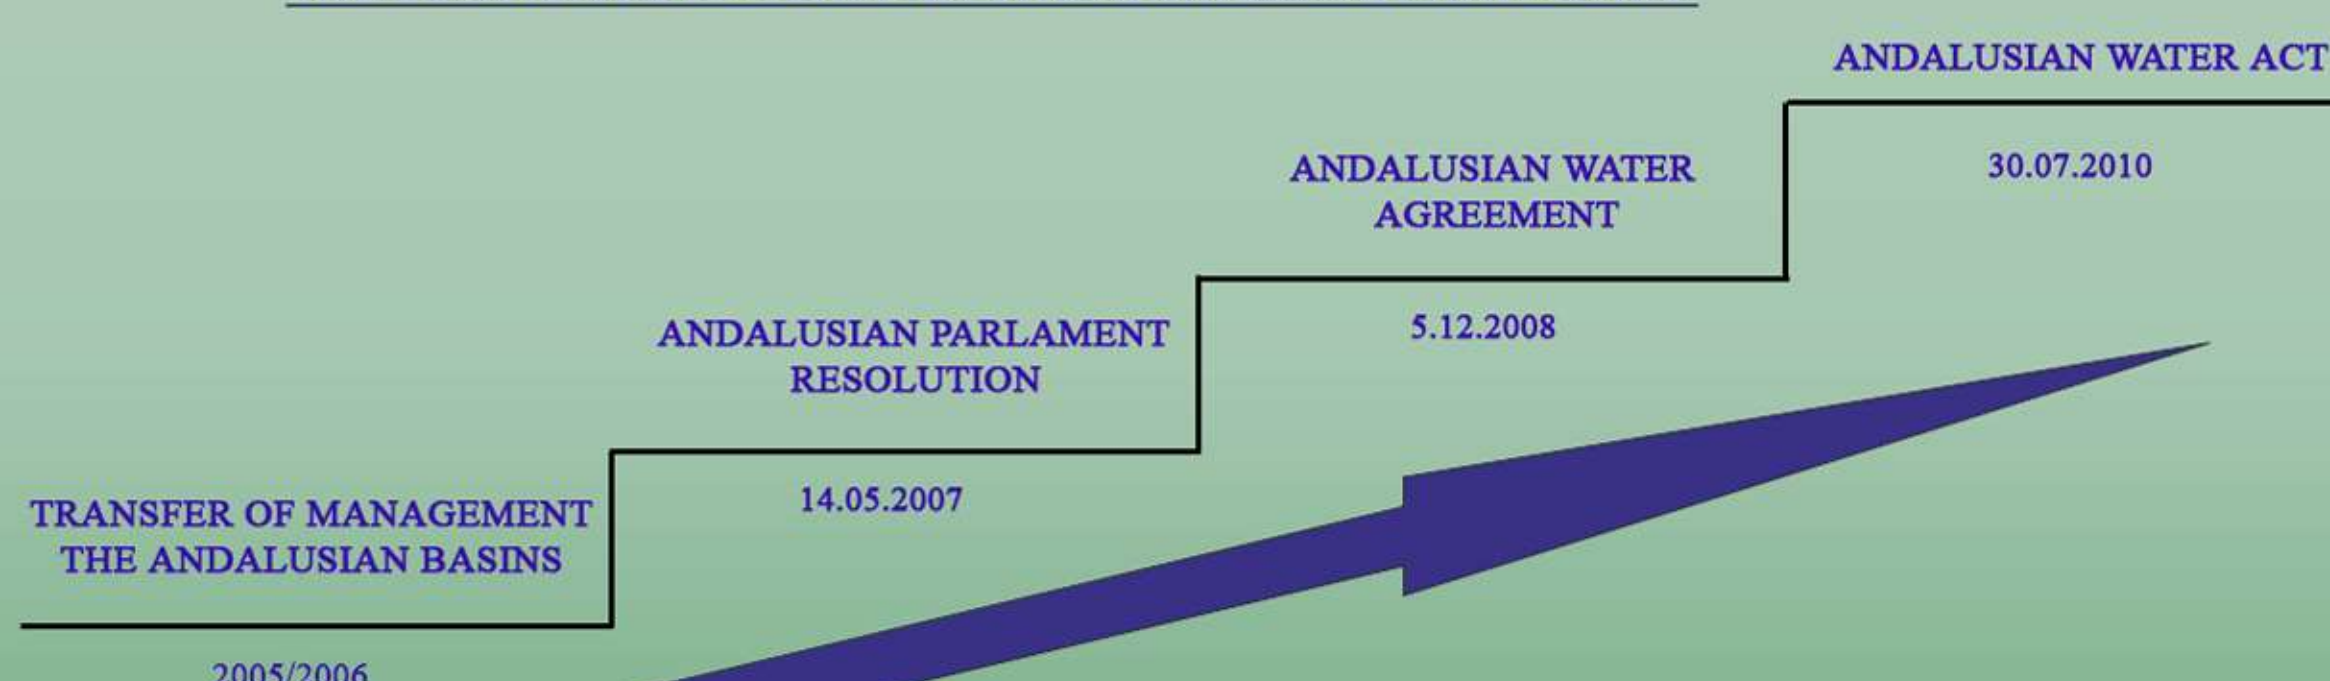 ANDALUSIAN WATER ACT
30.07.2010
ANDALUSIAN WATER
AGREEMENT
5.12.2008
ANDALUSIAN PARLAMENT
RESOLUTION
14.05.2007
TRANSFER OF MANAGEMENT
THE ANDALUSIAN BASINS
2005/2006